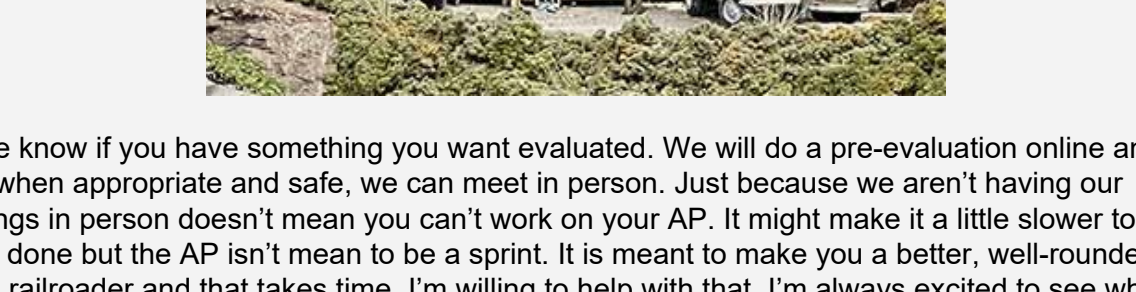 e know if you have something you want evaluated. We will do a pre-evaluation online
when appropriate and safe, we can meet in person. Just because we aren’t having our
ngs in person doesn’t mean you can’t work on your AP. It might make it a little slower to
done but the AP isn’t mean to be a sprint. It is meant to make you a better, well-rounde
railroader and that takes time. I’m willing to help with that. I’m always excited to see